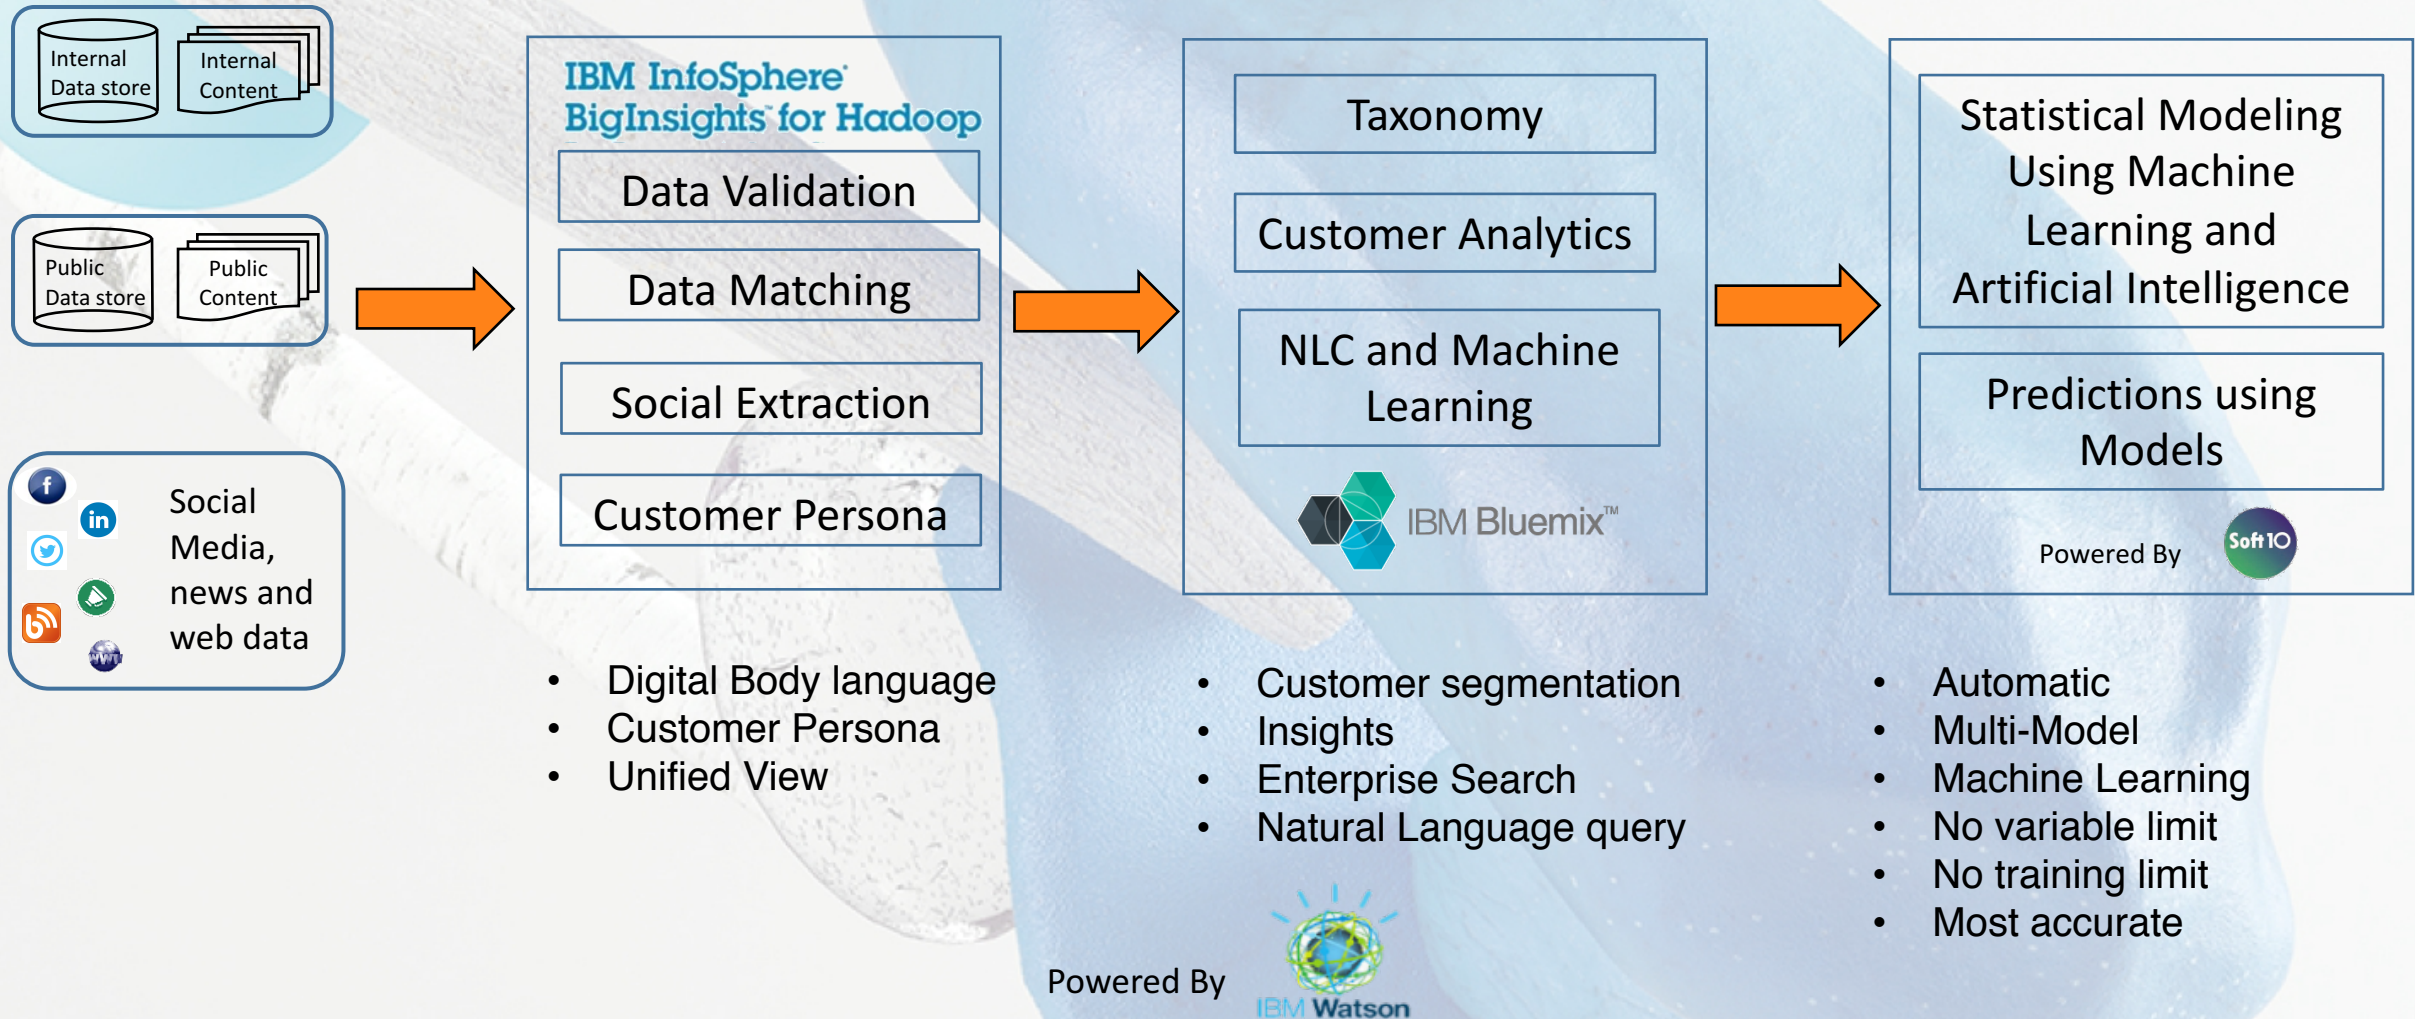 Internal
Data store
Internal
Content
Public
Data store
Public
Content
f
in
b
WWW
Social
Media,
news and
web data
IBM InfoSphere
BigInsights™ for Hadoop
Data Validation
Data Matching
Social Extraction
Customer Persona
• Digital Body language
• Customer Persona
• Unified View
Taxonomy
Customer Analytics
NLC and Machine
Learning
IBM Bluemix™
• Customer segmentation
• Insights
• Enterprise Search
• Natural Language query
Powered By
IBM Watson
Statistical Modeling
Using Machine
Learning and
Artificial Intelligence
Predictions using
Models
Powered By
Soft10
• Automatic
• Multi-Model
• Machine Learning
• No variable limit
• No training limit
• Most accurate